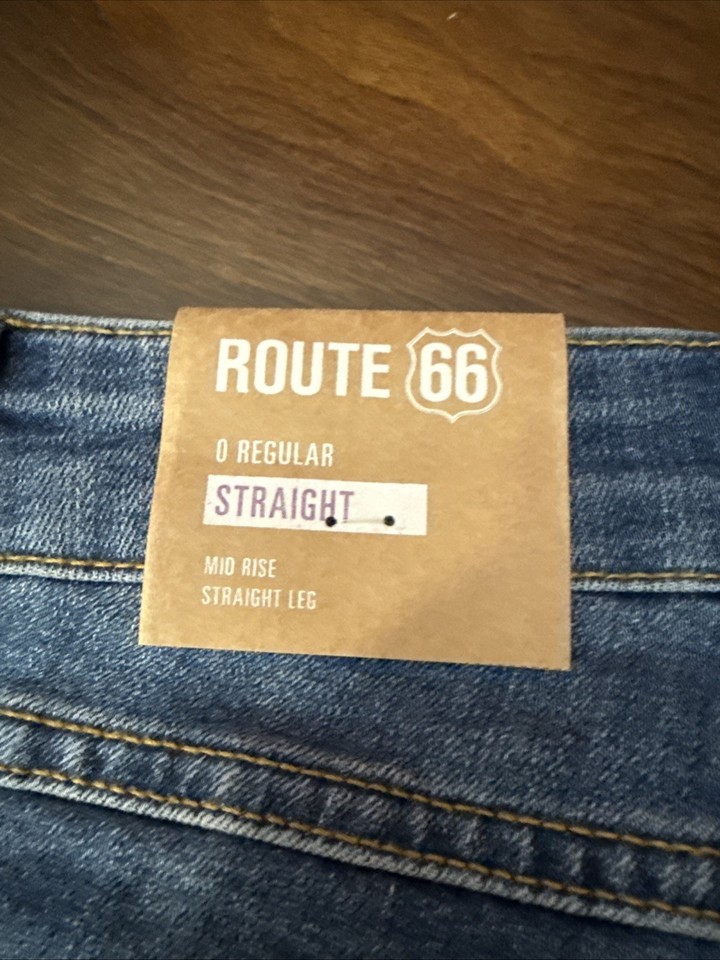 ROUTE 66
0 REGULAR
STRAIGHT
MID RISE
STRAIGHT LEG